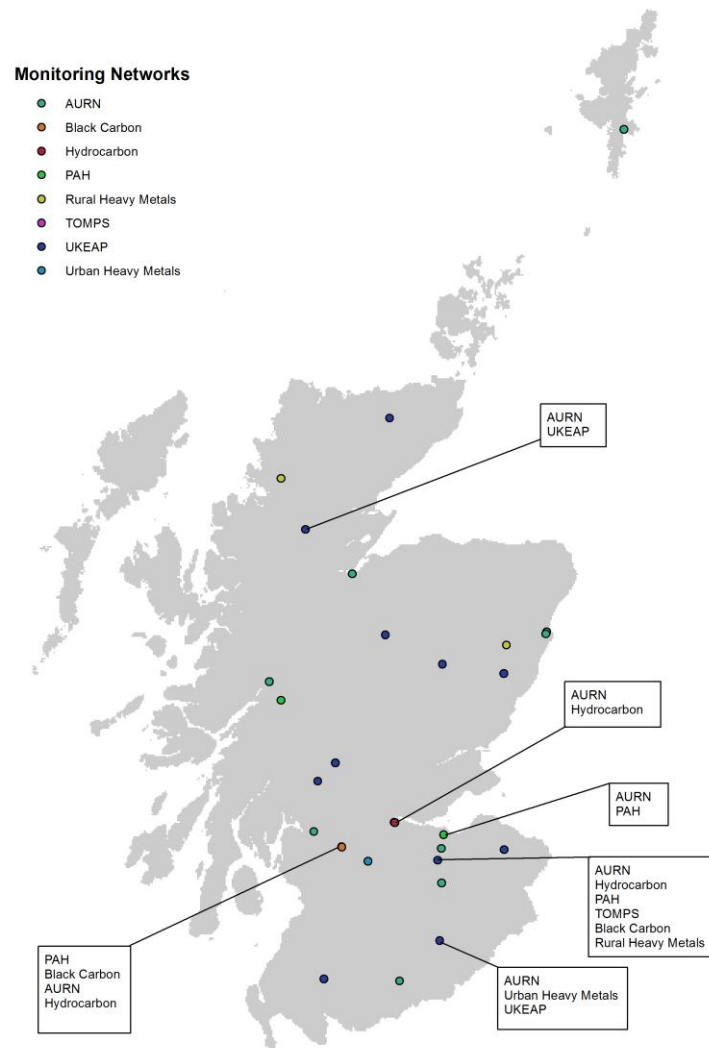 Monitoring Networks
AURN
Black Carbon
Hydrocarbon
PAH
Rural Heavy Metals
TOMPS
UKEAP
Urban Heavy Metals
AURN
UKEAP
AURN
Hydrocarbon
AURN
PAH
AURN
Hydrocarbon
PAH
TOMPS
Black Carbon
Rural Heavy Metals
PAH
Black Carbon
AURN
Hydrocarbon
AURN
Urban Heavy Metals
UKEAP